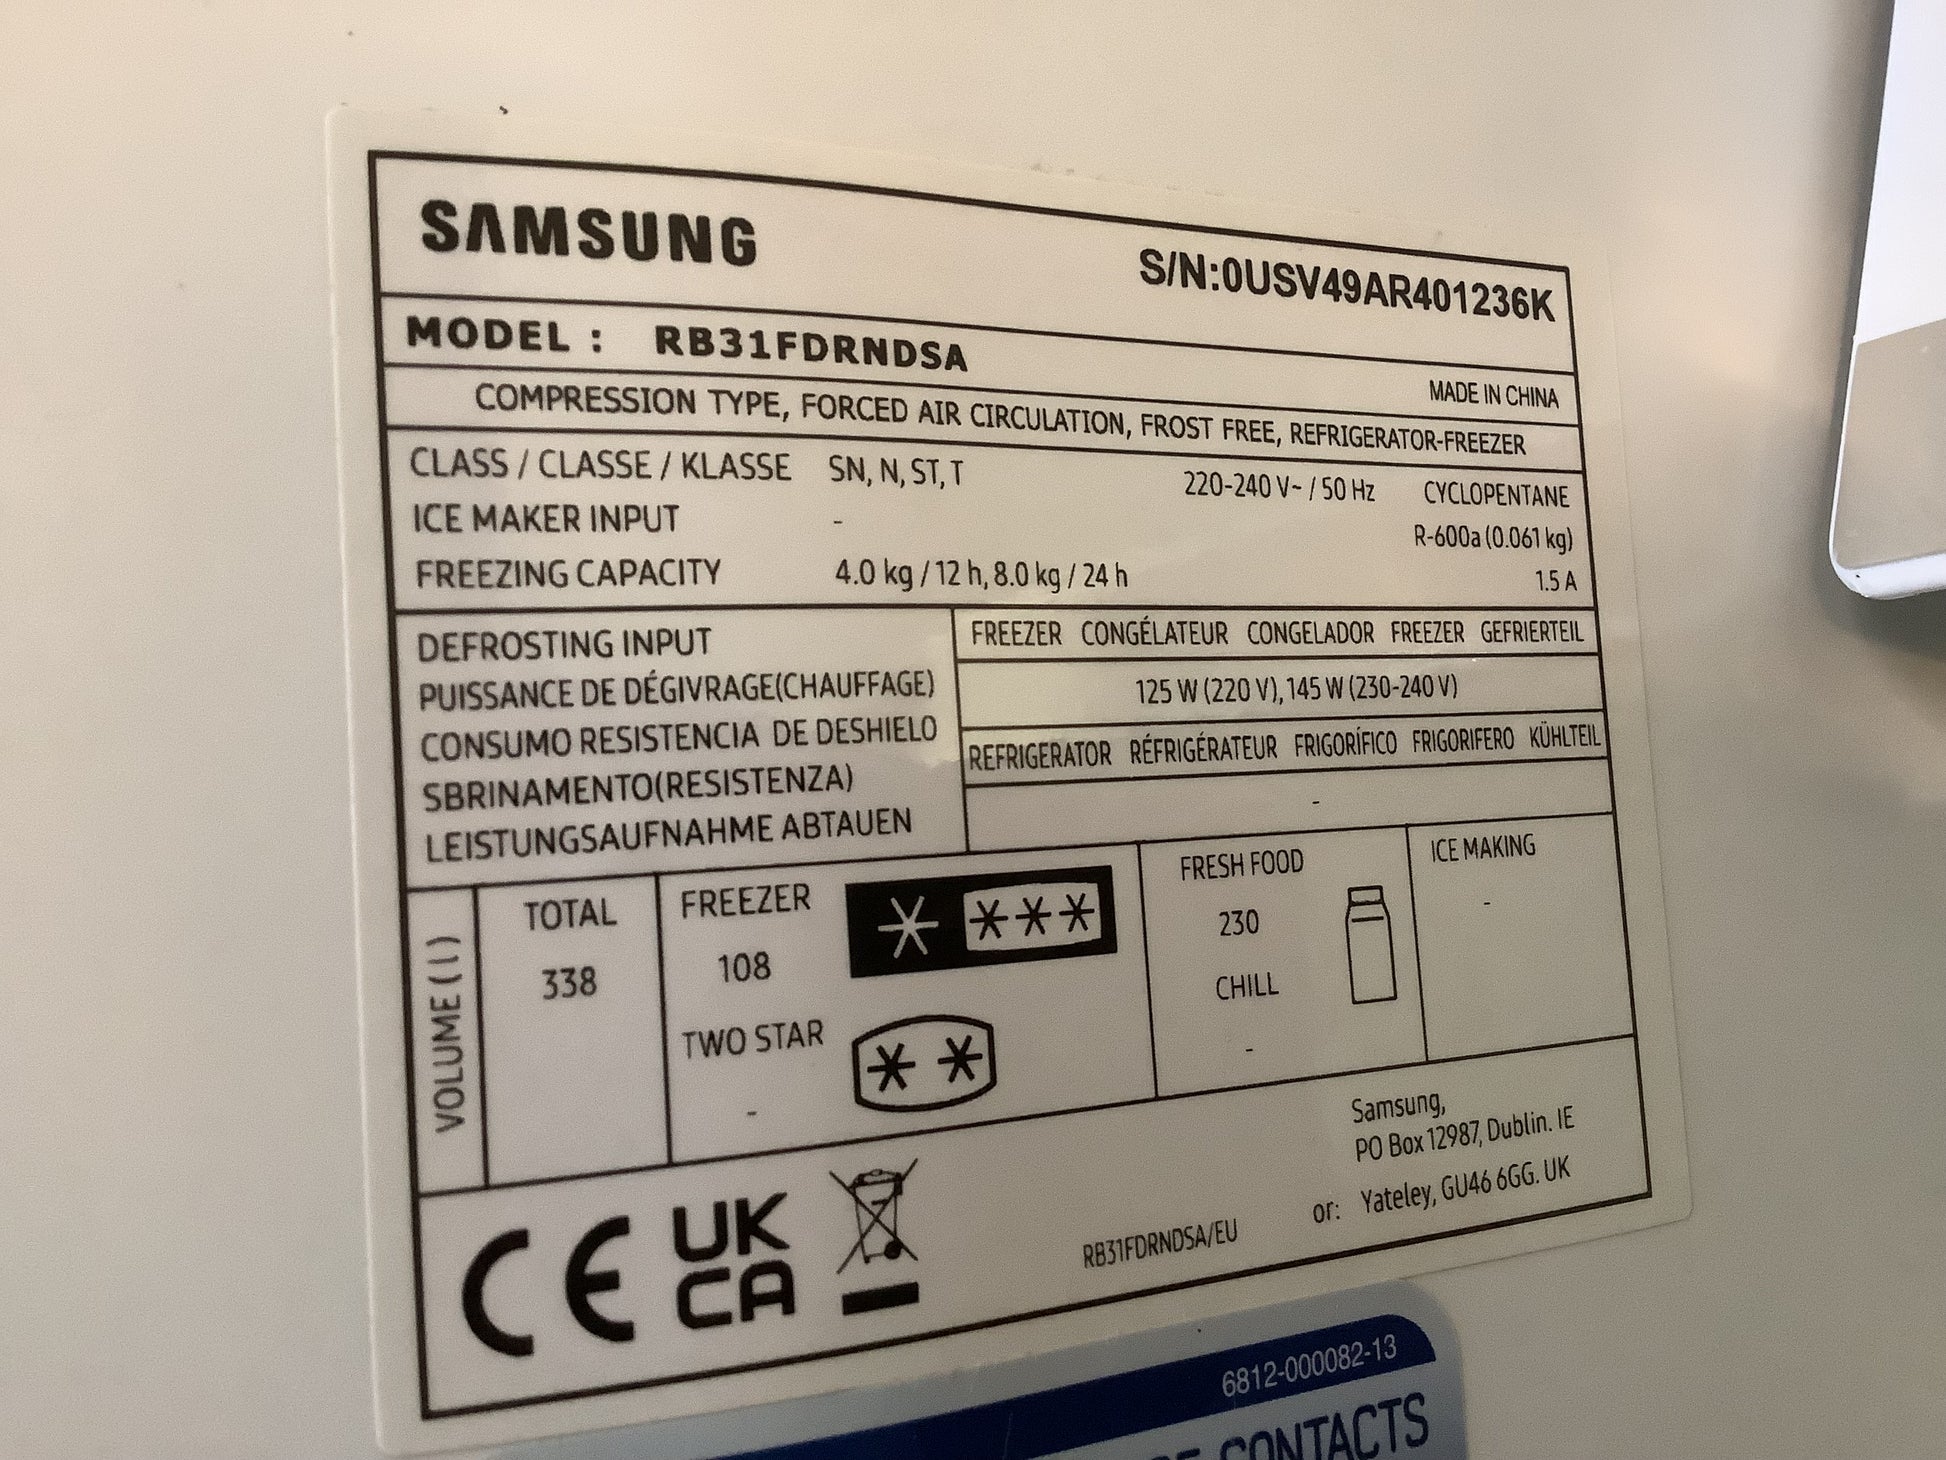 SAMSUNG
S/N:0USV49AR401236K
MODEL : RB31FDRNDSA
MADE IN CHINA
COMPRESSION TYPE, FORCED AIR CIRCULATION, FROST FREE, REFRIGERATOR-FREEZER
CLASS / CLASSE / KLASSE SN, N, ST, T 220-240 V~ / 50 Hz CYCLOPENTANE
ICE MAKER INPUT - R-600a (0.061 kg)
FREEZING CAPACITY 4.0 kg / 12 h, 8.0 kg / 24 h 1.5 A
DEFROSTING INPUT
PUISSANCE DE DÉGIVRAGE(CHAUFFAGE)
CONSUMO RESISTENCIA DE DESHIELO
SBRINAMENTO(RESISTENZA)
LEISTUNGSAUFNAHME ABTAUEN
FREEZER CONGÉLATEUR CONGELADOR FREEZER GEFRIERTEIL
125 W (220 V), 145 W (230-240 V)
REFRIGERATOR RÉFRIGÉRATEUR FRIGORÍFICO FRIGORIFERO KÜHLTEIL
-
VOLUME ( l )
TOTAL
338
FREEZER
108
TWO STAR
-
FRESH FOOD
230
CHILL
-
ICE MAKING
-
Samsung,
PO Box 12987, Dublin. IE
or: Yateley, GU46 6GG. UK
CE
UK
CA
RB31FDRNDSA/EU
6812-000082-13
CONTACTS